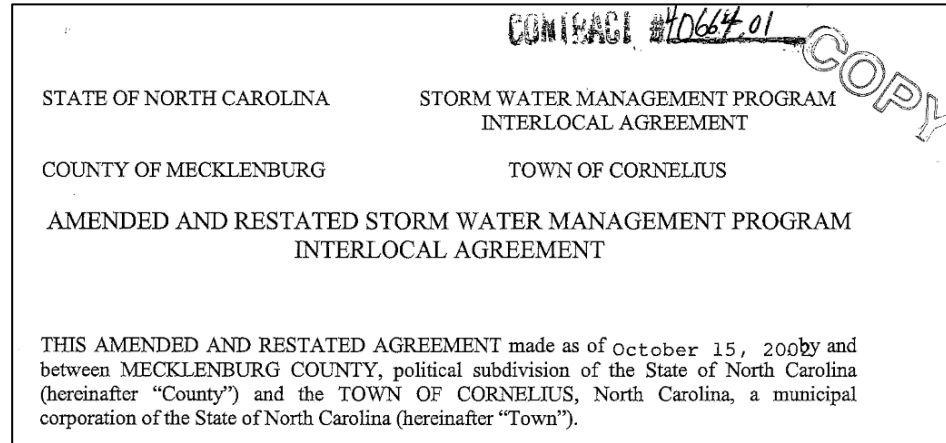 CONTRACT #40664.01
COPY
STATE OF NORTH CAROLINA
STORM WATER MANAGEMENT PROGRAM
INTERLOCAL AGREEMENT
COUNTY OF MECKLENBURG
TOWN OF CORNELIUS
AMENDED AND RESTATED STORM WATER MANAGEMENT PROGRAM
INTERLOCAL AGREEMENT
THIS AMENDED AND RESTATED AGREEMENT made as of October 15, by and
between MECKLENBURG COUNTY, political subdivision of the State of North Carolina
(hereinafter “County”) and the TOWN OF CORNELIUS, North Carolina, a municipal
corporation of the State of North Carolina (hereinafter “Town”).